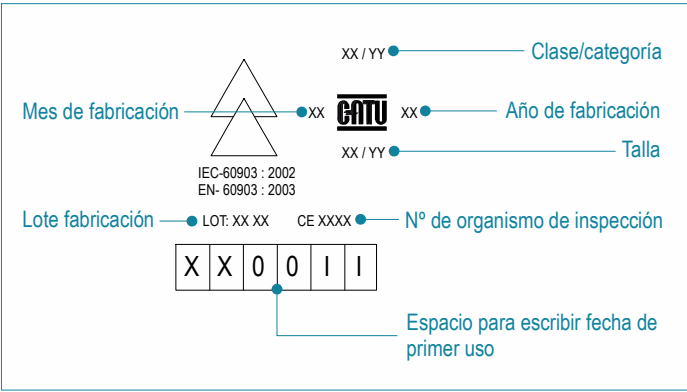 XX / YY Clase/categoría
Mes de fabricación XX CATU XX Año de fabricación
XX / YY Talla
IEC-60903 : 2002
EN- 60903 : 2003
Lote fabricación LOT: XX XX CE XXXX Nº de organismo de inspección
X X 0 0 I I
Espacio para escribir fecha de
primer uso